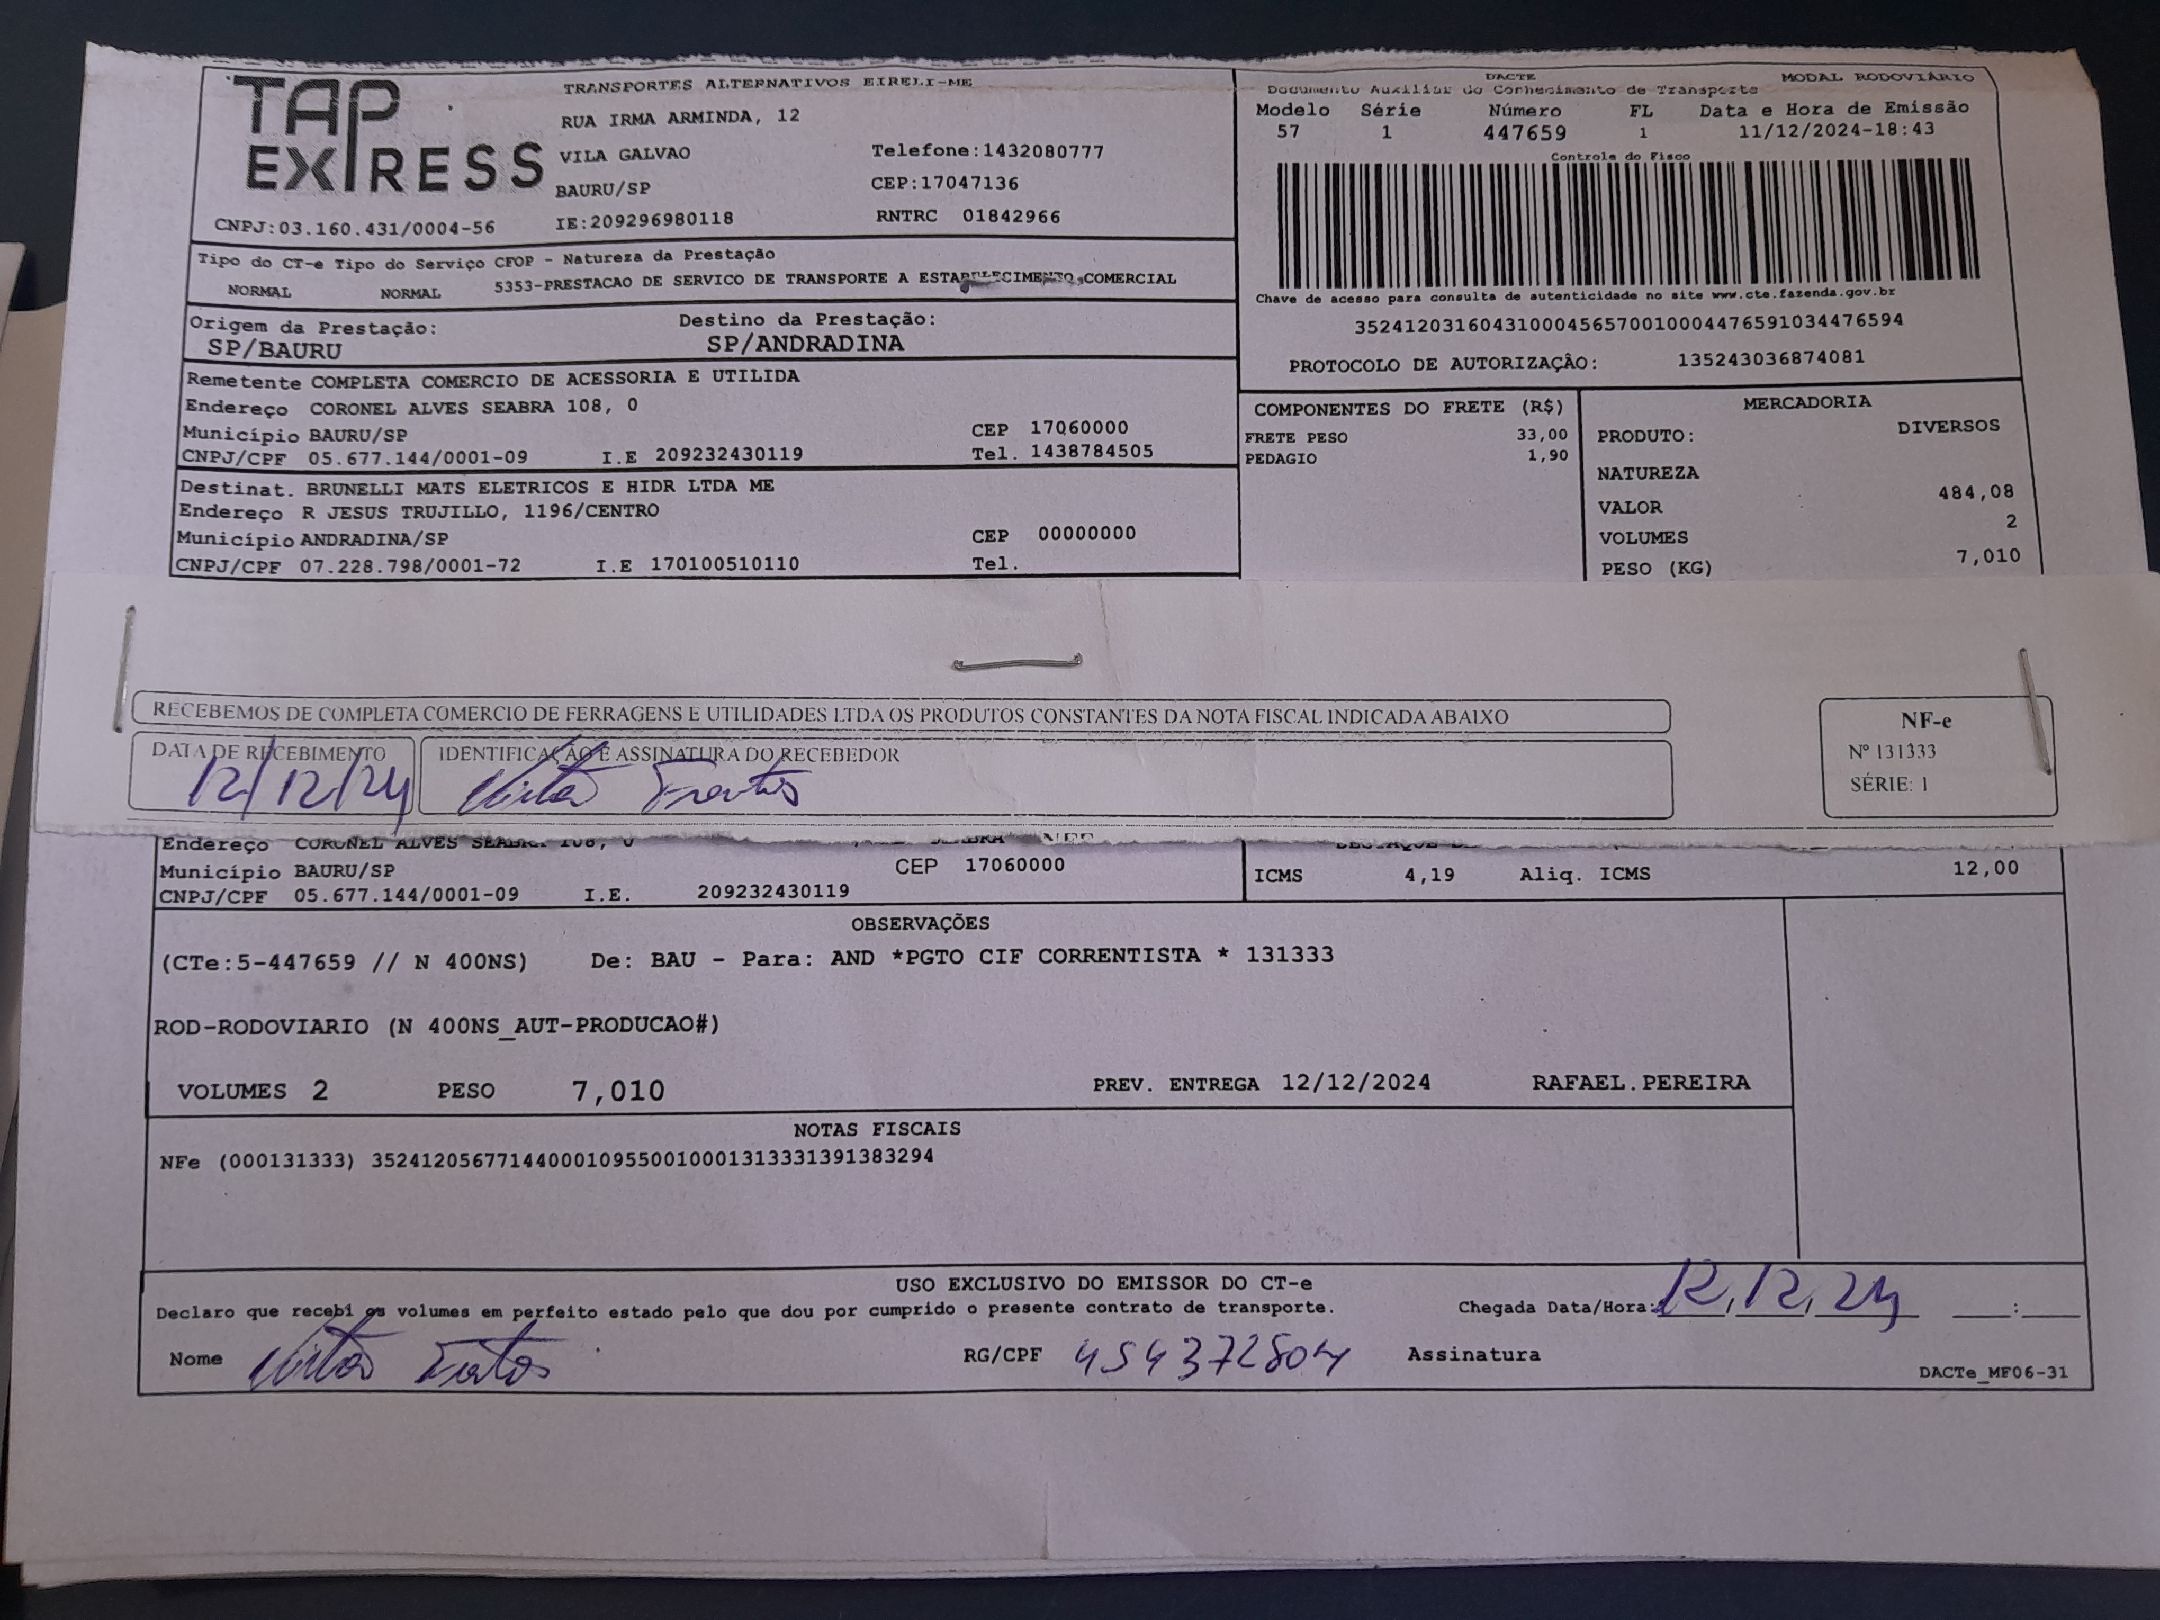 TAP EXPRESS
TRANSPORTES ALTERNATIVOS EIRELI-ME
RUA IRMA ARMINDA, 12
VILA GALVAO Telefone:1432080777
BAURU/SP CEP:17047136
CNPJ:03.160.431/0004-56 IE:209296980118 RNTRC 01842966
DACTE MODAL RODOVIÁRIO
Documento Auxiliar do Conhecimento de Transporte
Modelo Série Número FL Data e Hora de Emissão
57 1 447659 1 11/12/2024-18:43
Controle do Fisco
Chave de acesso para consulta de autenticidade no site www.cte.fazenda.gov.br
35241203160431000456570010004476591034476594
PROTOCOLO DE AUTORIZAÇÃO: 135243036874081
Tipo do CT-e Tipo do Serviço CFOP - Natureza da Prestação
NORMAL NORMAL 5353-PRESTACAO DE SERVICO DE TRANSPORTE A ESTABELECIMENTO COMERCIAL
Origem da Prestação: Destino da Prestação:
SP/BAURU SP/ANDRADINA
Remetente COMPLETA COMERCIO DE ACESSORIA E UTILIDA
Endereço CORONEL ALVES SEABRA 108, 0
Município BAURU/SP CEP 17060000
CNPJ/CPF 05.677.144/0001-09 I.E 209232430119 Tel. 1438784505
Destinat. BRUNELLI MATS ELETRICOS E HIDR LTDA ME
Endereço R JESUS TRUJILLO, 1196/CENTRO
Município ANDRADINA/SP CEP 00000000
CNPJ/CPF 07.228.798/0001-72 I.E 170100510110 Tel.
COMPONENTES DO FRETE (R$)
FRETE PESO 33,00
PEDAGIO 1,90
MERCADORIA
PRODUTO: DIVERSOS
NATUREZA
VALOR 484,08
VOLUMES 2
PESO (KG) 7,010
RECEBEMOS DE COMPLETA COMERCIO DE FERRAGENS E UTILIDADES LTDA OS PRODUTOS CONSTANTES DA NOTA FISCAL INDICADA ABAIXO
DATA DE RECEBIMENTO IDENTIFICAÇÃO E ASSINATURA DO RECEBEDOR
12/12/24
NF-e
Nº 131333
SÉRIE: 1
Endereço CORONEL ALVES SEABRA 108, 0
Município BAURU/SP CEP 17060000
CNPJ/CPF 05.677.144/0001-09 I.E. 209232430119
ICMS 4,19 Aliq. ICMS 12,00
OBSERVAÇÕES
(CTe:5-447659 // N 400NS) De: BAU - Para: AND *PGTO CIF CORRENTISTA * 131333
ROD-RODOVIARIO (N 400NS_AUT-PRODUCAO#)
VOLUMES 2 PESO 7,010 PREV. ENTREGA 12/12/2024 RAFAEL.PEREIRA
NOTAS FISCAIS
NFe (000131333) 35241205677144000109550010001313331391383294
USO EXCLUSIVO DO EMISSOR DO CT-e
Declaro que recebi os volumes em perfeito estado pelo que dou por cumprido o presente contrato de transporte. Chegada Data/Hora: 12,12,24 :
Nome RG/CPF 454372804 Assinatura
DACTe_MF06-31